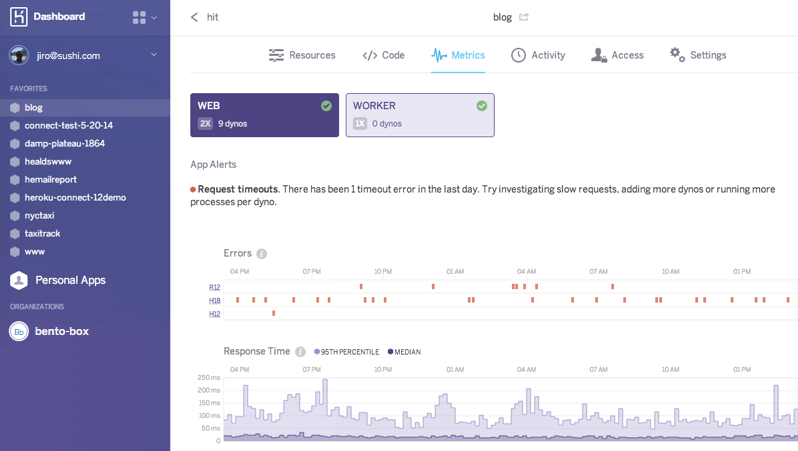 Dashboard
hit
blog
jiro@sushi.com
Resources
Code
Metrics
Activity
Access
Settings
FAVORITES
blog
connect-test-5-20-14
damp-plateau-1864
healdswww
hemailreport
heroku-connect-12demo
nyctaxi
taxitrack
www
Personal Apps
ORGANIZATIONS
Bb bento-box
WEB
2X 9 dynos
WORKER
1X 0 dynos
App Alerts
Request timeouts. There has been 1 timeout error in the last day. Try investigating slow requests, adding more dynos or running more
processes per dyno.
Errors i
04 PM 07 PM 10 PM 01 AM 04 AM 07 AM 10 AM 01 PM
R12
H18
H12
Response Time i 95TH PERCENTILE MEDIAN
04 PM 07 PM 10 PM 01 AM 04 AM 07 AM 10 AM 01 PM
250 ms
200 ms
150 ms
100 ms
50 ms
0